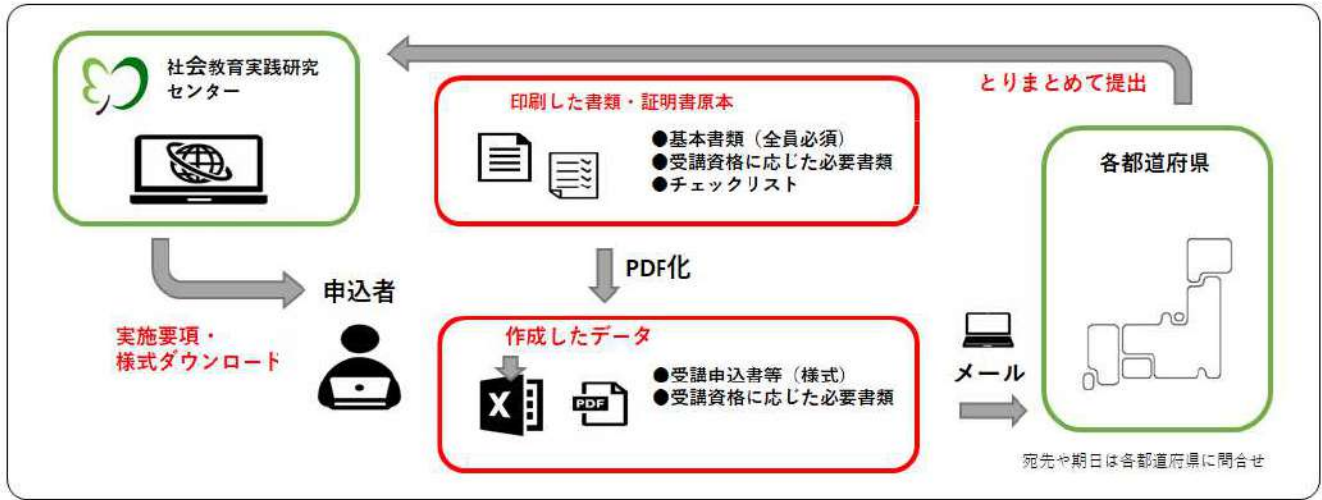 社会教育実践研究
センター
実施要項・
様式ダウンロード
申込者
印刷した書類・証明書原本
●基本書類（全員必須）
●受講資格に応じた必要書類
●チェックリスト
PDF化
作成したデータ
X
PDF
●受講申込書等（様式）
●受講資格に応じた必要書類
メール
各都道府県
宛先や期日は各都道府県に問合せ
とりまとめて提出